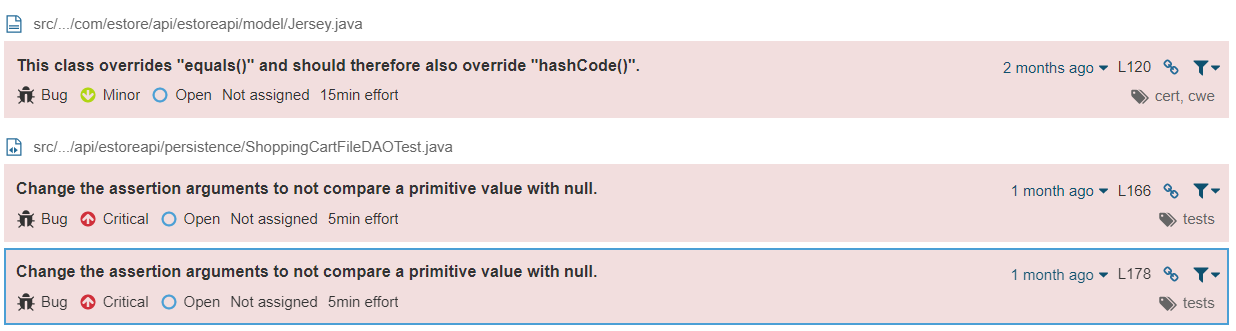 src/.../com/estore/api/estoreapi/model/Jersey.java
This class overrides "equals()" and should therefore also override "hashCode()". 2 months ago L120
Bug Minor Open Not assigned 15min effort cert, cwe
src/.../api/estoreapi/persistence/ShoppingCartFileDAOTest.java
Change the assertion arguments to not compare a primitive value with null. 1 month ago L166
Bug Critical Open Not assigned 5min effort tests
Change the assertion arguments to not compare a primitive value with null. 1 month ago L178
Bug Critical Open Not assigned 5min effort tests